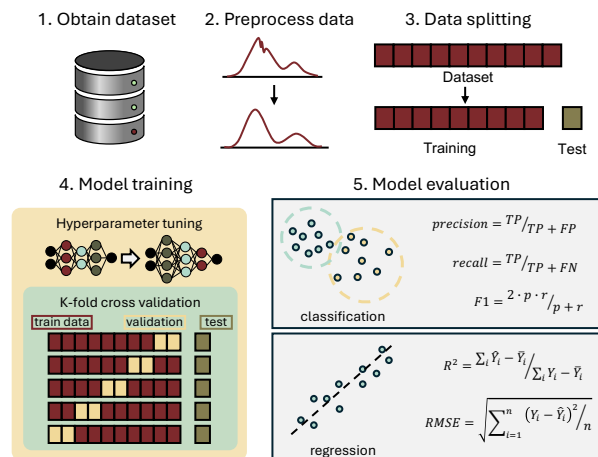 1. Obtain dataset
2. Preprocess data
3. Data splitting
Dataset
Training
Test
4. Model training
Hyperparameter tuning
K-fold cross validation
train data
validation
test
5. Model evaluation
precision = TP/TP + FP
recall = TP/TP + FN
F1 = 2 · p · r/p + r
classification
R² = ∑ᵢ Ŷᵢ − Ȳᵢ/∑ᵢ Yᵢ − Ȳᵢ
RMSE = √∑ⁿᵢ₌₁ (Yᵢ − Ŷᵢ)²/n
regression